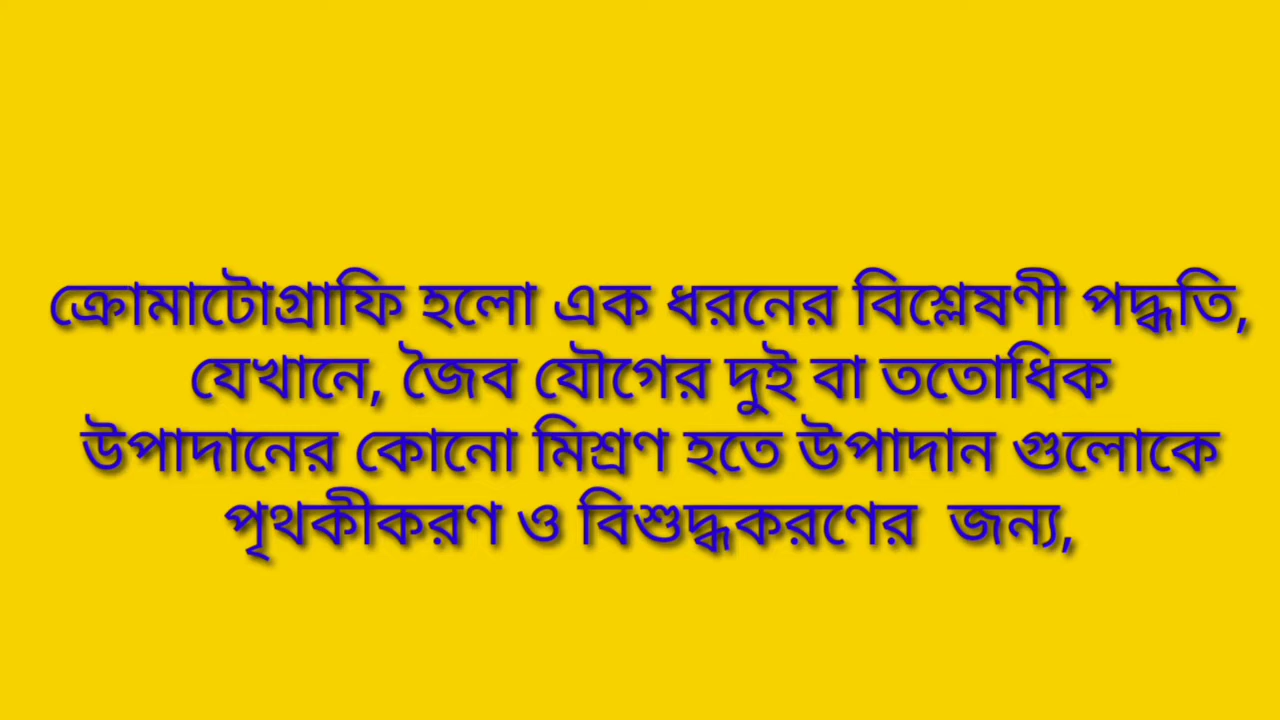 ক্রোমাটোগ্রাফি হলো এক ধরনের বিশ্লেষণী পদ্ধতি,
যেখানে, জৈব যৌগের দুই বা ততোধিক
উপাদানের কোনো মিশ্রণ হতে উপাদান গুলোকে
পৃথকীকরণ ও বিশুদ্ধকরণের জন্য,